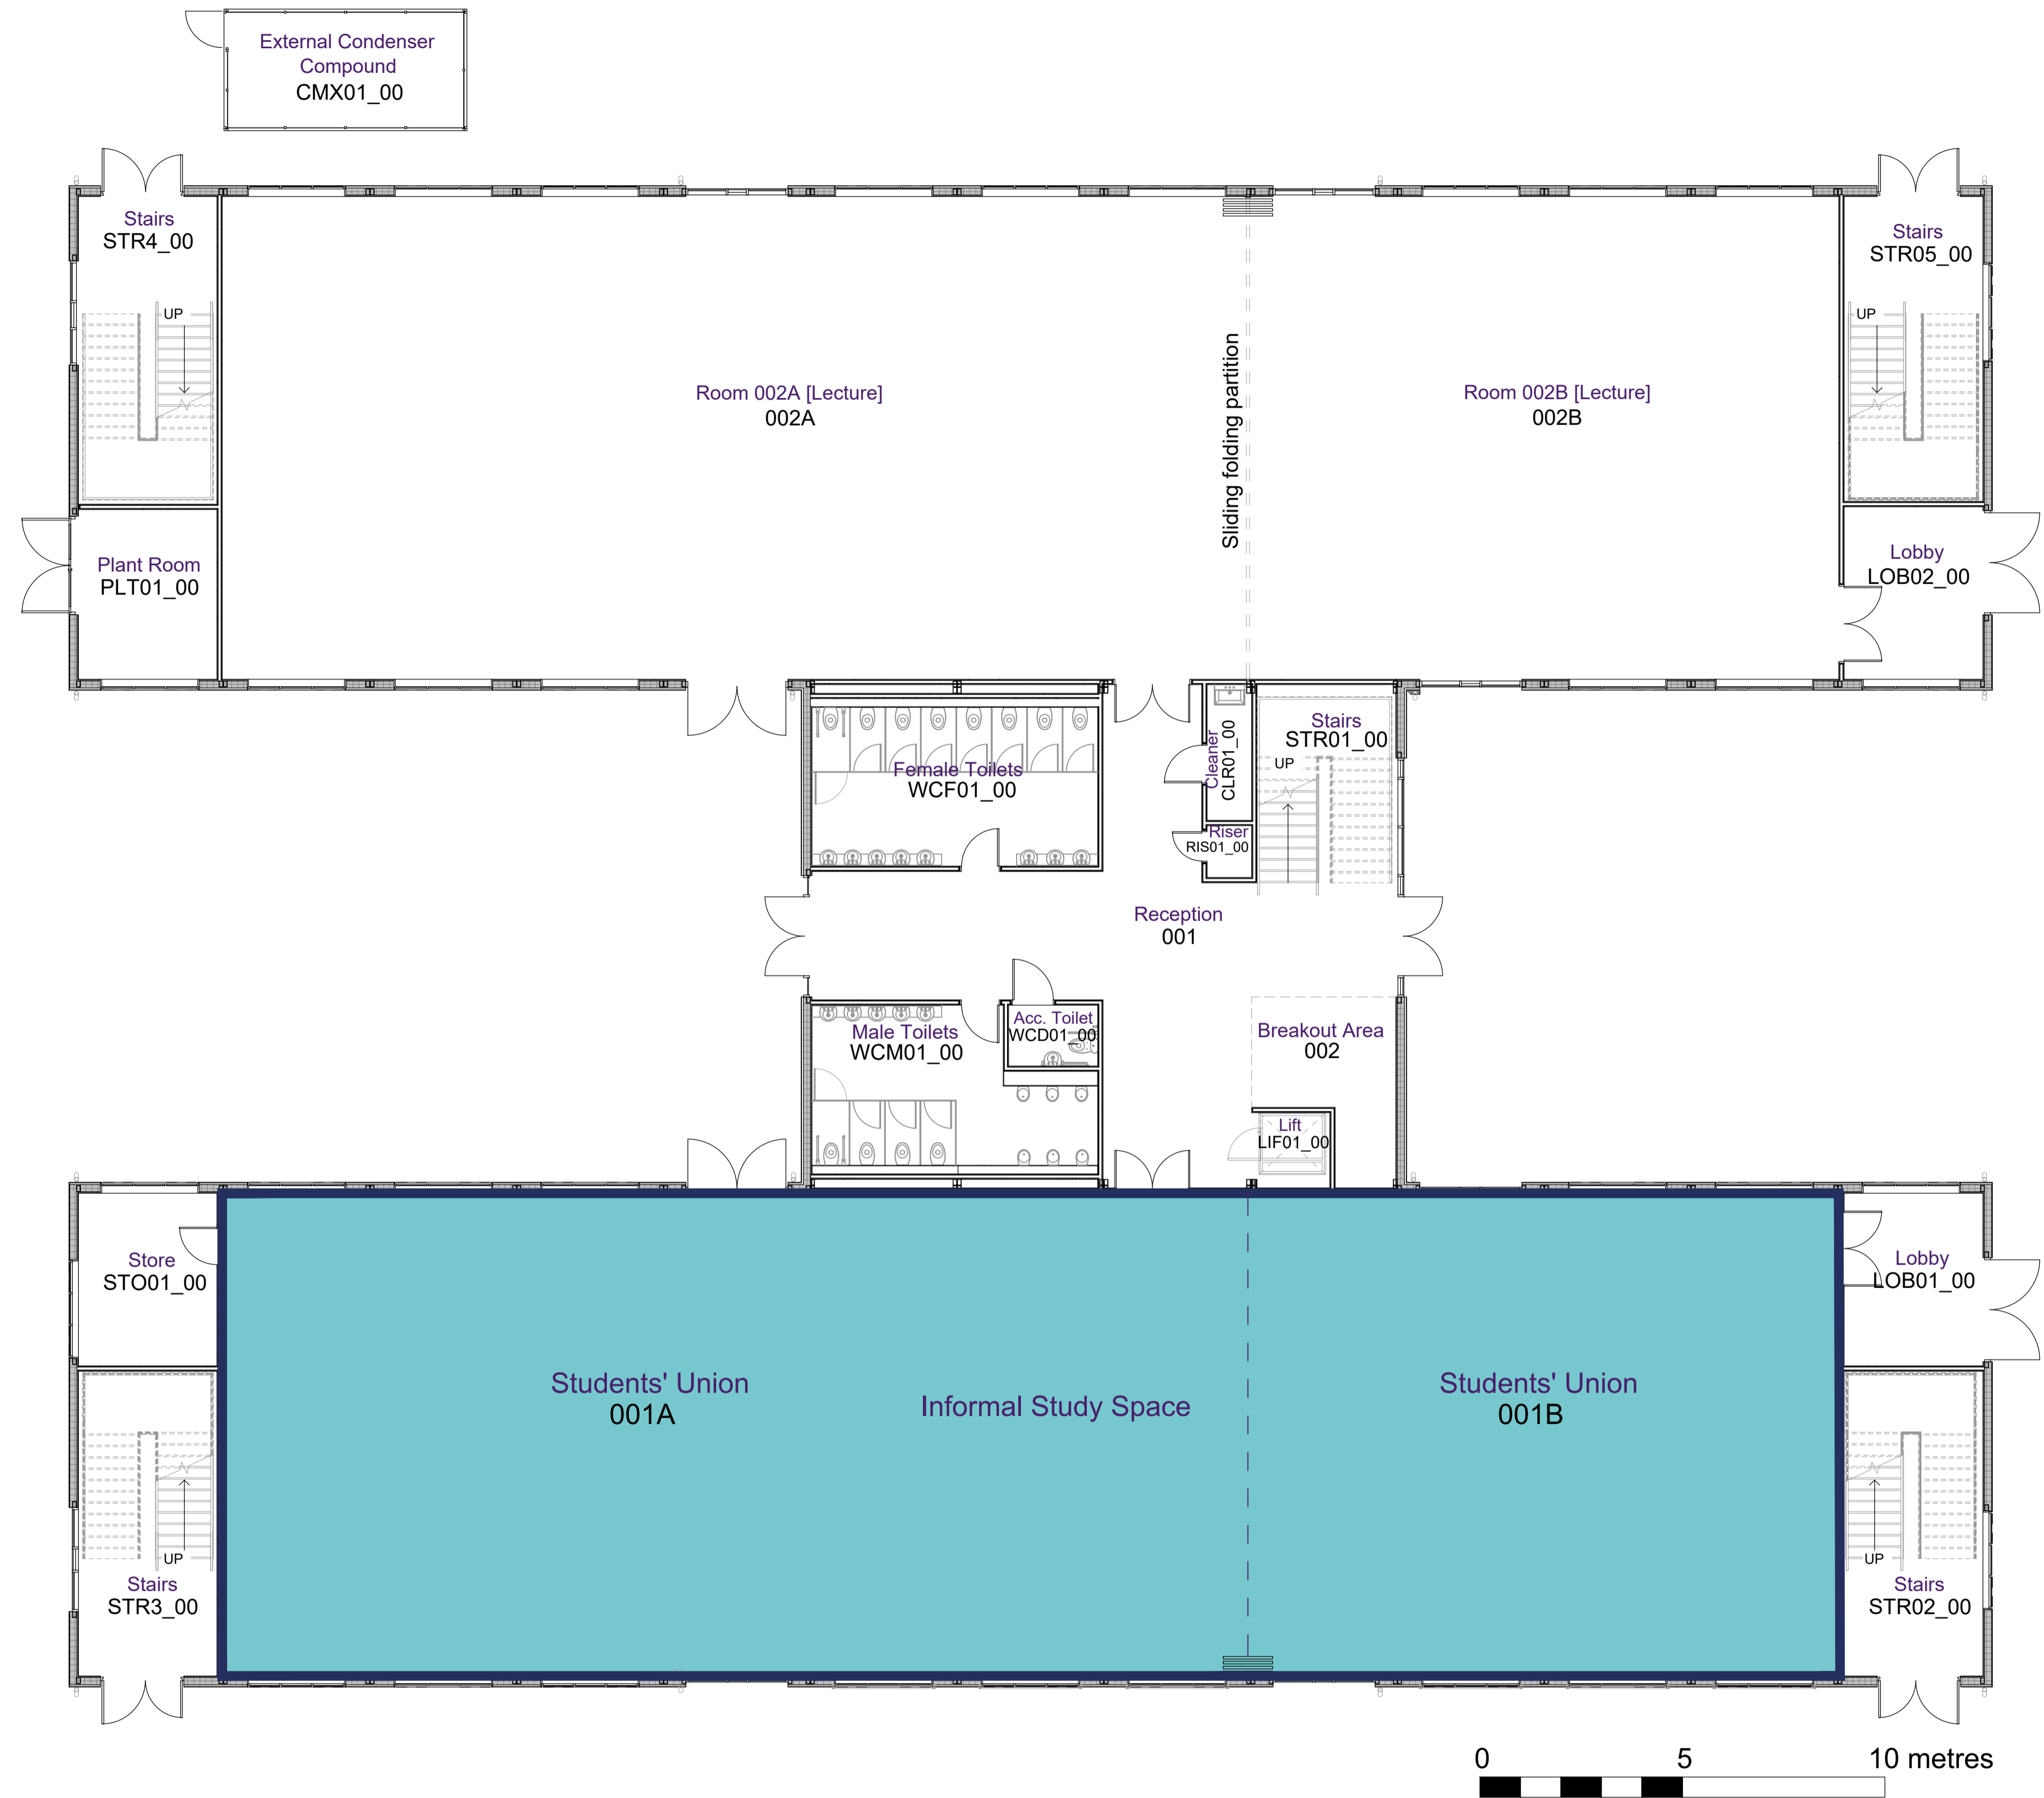 External Condenser
Compound
CMX01_00
Stairs
STR4_00
Stairs
STR05_00
UP
UP
Room 002A [Lecture]
002A
Sliding folding partition
Room 002B [Lecture]
002B
Plant Room
PLT01_00
Lobby
LOB02_00
Stairs
STR01_00
UP
Cleaner
CLR01_00
Female Toilets
WCF01_00
Riser
RIS01_00
Reception
001
Male Toilets
WCM01_00
Acc. Toilet
WCD01_00
Breakout Area
002
Lift
LIF01_00
Store
STO01_00
Lobby
LOB01_00
Students' Union
001A
Informal Study Space
Students' Union
001B
UP
Stairs
STR3_00
UP
Stairs
STR02_00
0 5 10 metres